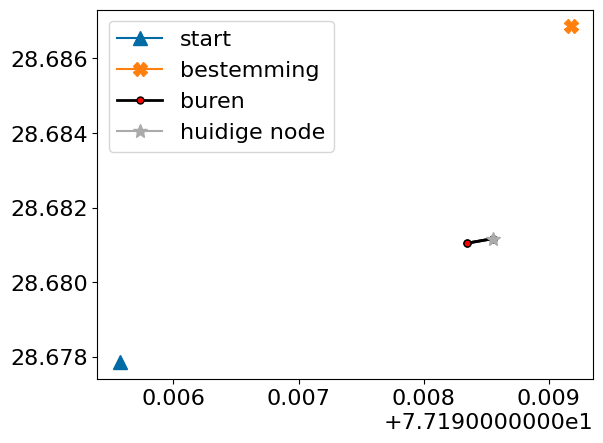 start
bestemming
buren
huidige node
28.686
28.684
28.682
28.680
28.678
0.006 0.007 0.008 0.009
+7.7190000000e1